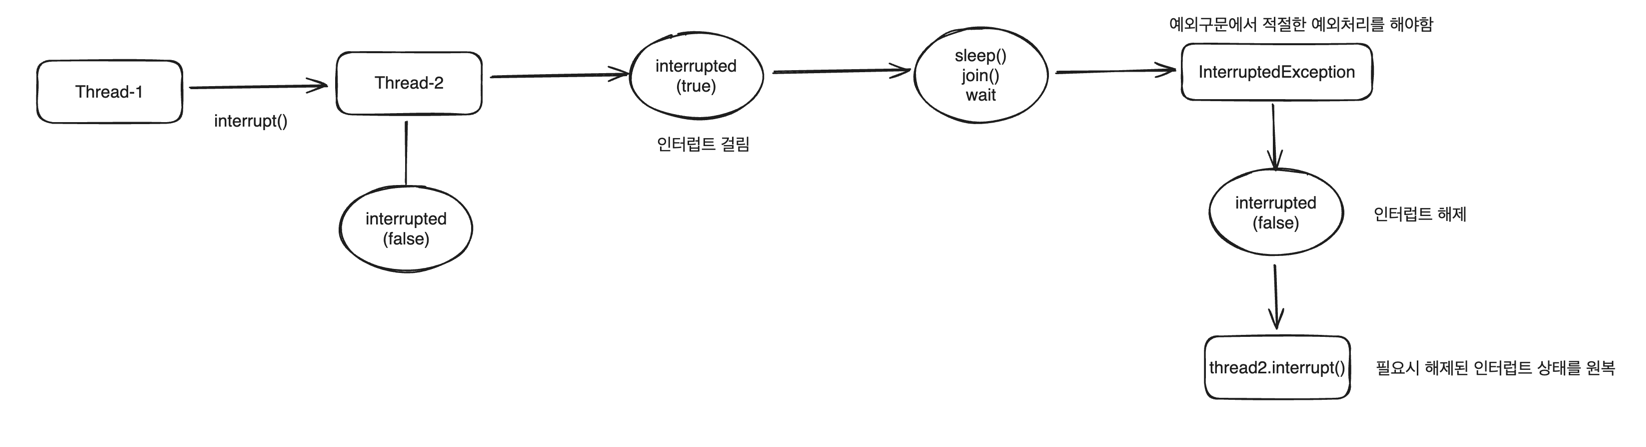 예외구문에서 적절한 예외처리를 해야함
Thread-1
interrupt()
Thread-2
interrupted
(false)
interrupted
(true)
인터럽트 걸림
sleep()
join()
wait
InterruptedException
interrupted
(false)
인터럽트 해제
thread2.interrupt()
필요시 해제된 인터럽트 상태를 원복